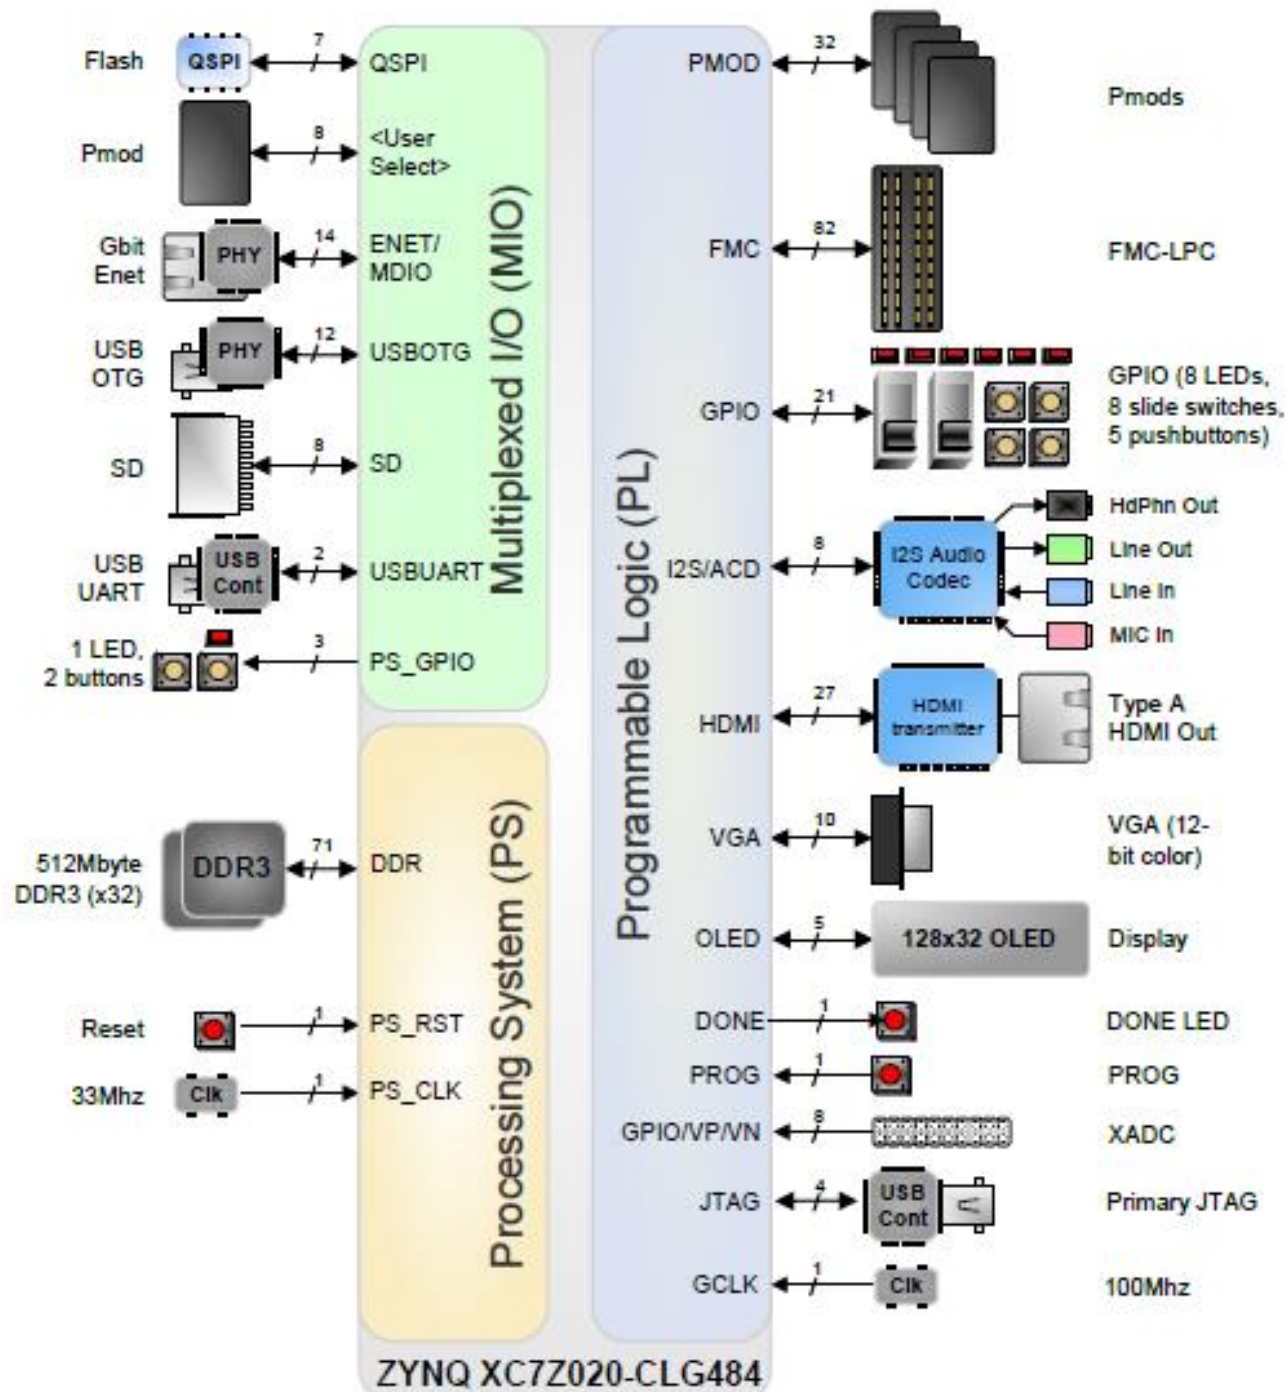 Flash
QSPI
7
QSPI
Pmod
8
<User
Select>
Gbit
Enet
PHY
14
ENET/
MDIO
USB
OTG
PHY
12
USBOTG
SD
8
SD
USB
UART
USB
Cont
2
USBUART
1 LED,
2 buttons
3
PS_GPIO
Multiplexed I/O (MIO)
512Mbyte
DDR3 (x32)
DDR3
71
DDR
Reset
1
PS_RST
33Mhz
Clk
1
PS_CLK
Processing System (PS)
Programmable Logic (PL)
PMOD
32
Pmods
FMC
82
FMC-LPC
GPIO
21
GPIO (8 LEDs,
8 slide switches,
5 pushbuttons)
I2S/ACD
8
I2S Audio
Codec
HdPhn Out
Line Out
Line In
MIC In
HDMI
27
HDMI
transmitter
Type A
HDMI Out
VGA
10
VGA (12-
bit color)
OLED
5
128x32 OLED
Display
DONE
1
DONE LED
PROG
1
PROG
GPIO/VP/VN
8
XADC
JTAG
4
USB
Cont
Primary JTAG
GCLK
1
Clk
100Mhz
ZYNQ XC7Z020-CLG484